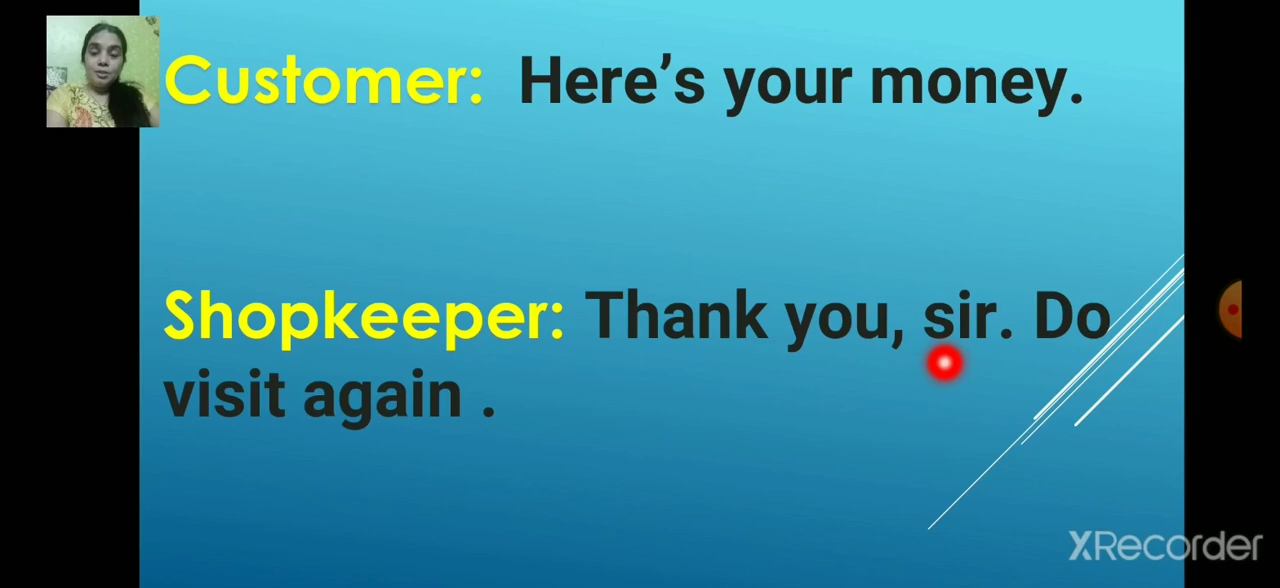 Customer: Here's your money.
Shopkeeper: Thank you, sir. Do
visit again .
XRecorder